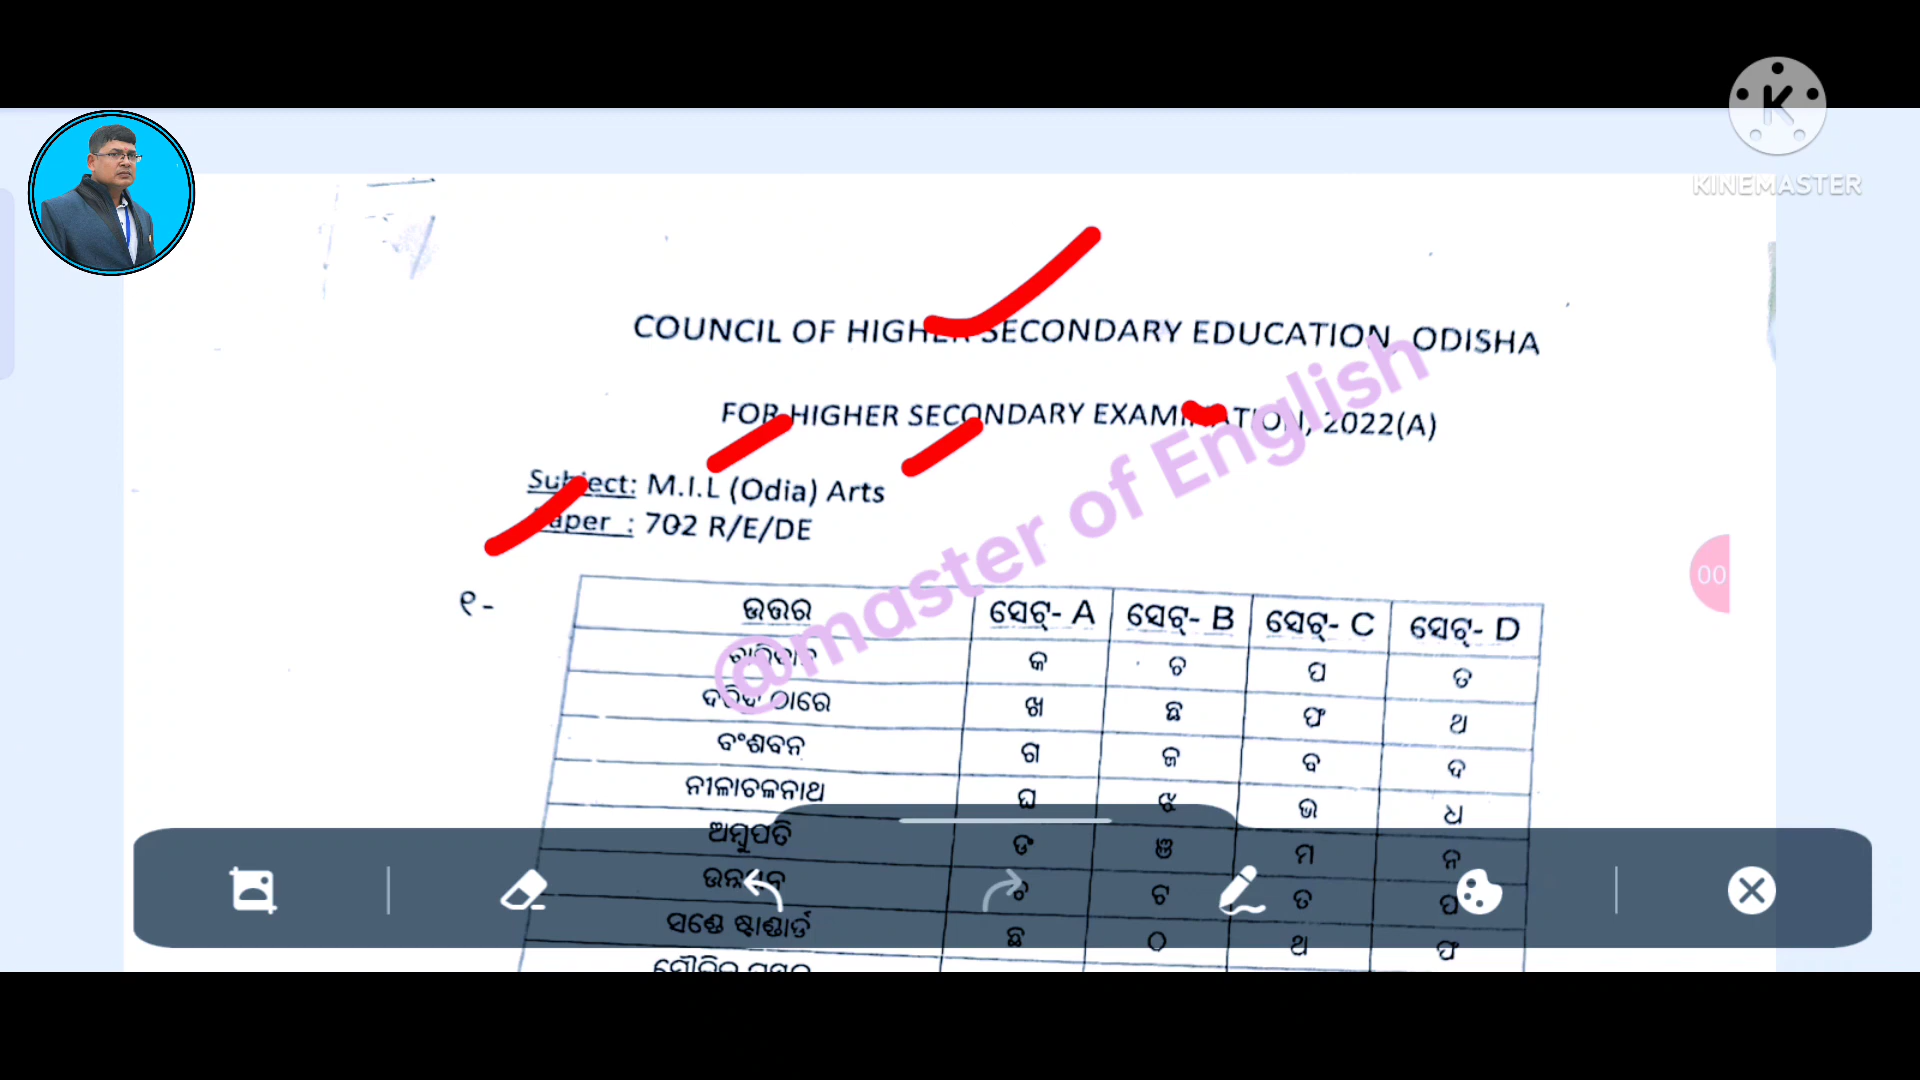 KINEMASTER
COUNCIL OF HIGHER SECONDARY EDUCATION, ODISHA
FOR HIGHER SECONDARY EXAMINATION, 2022(A)
Subject: M.I.L (Odia) Arts
Paper : 702 R/E/DE
@master of English
00
୧-
ଉତ୍ତର ସେଟ୍- A ସେଟ୍- B ସେଟ୍- C ସେଟ୍- D
କ ଚ ପ ତ
ଠାରେ ଖ ଛ ଫ ଥ
ବଂଶବନ ଗ ଜ ବ ଦ
ନୀଳାଚଳନାଥ ଘ ଝ ଭ ଧ
ଅମ୍ବୁପତି ଙ ଞ ମ ନ
ଚ ଟ ତ ପ
ସଣ୍ଡେ ଷ୍ଟାଣ୍ଡାର୍ଡ ଛ ଠ ଥ ଫ